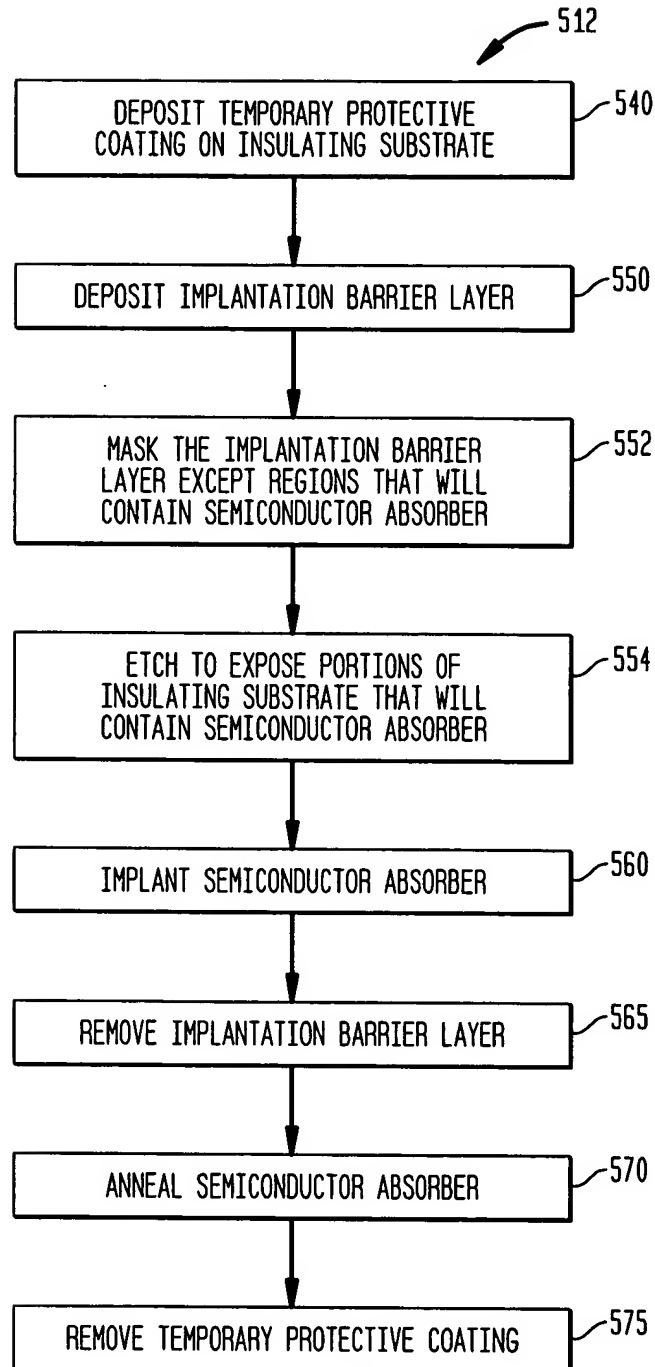 512
DEPOSIT TEMPORARY PROTECTIVE
COATING ON INSULATING SUBSTRATE
540
DEPOSIT IMPLANTATION BARRIER LAYER
550
MASK THE IMPLANTATION BARRIER
LAYER EXCEPT REGIONS THAT WILL
CONTAIN SEMICONDUCTOR ABSORBER
552
ETCH TO EXPOSE PORTIONS OF
INSULATING SUBSTRATE THAT WILL
CONTAIN SEMICONDUCTOR ABSORBER
554
IMPLANT SEMICONDUCTOR ABSORBER
560
REMOVE IMPLANTATION BARRIER LAYER
565
ANNEAL SEMICONDUCTOR ABSORBER
570
REMOVE TEMPORARY PROTECTIVE COATING
575